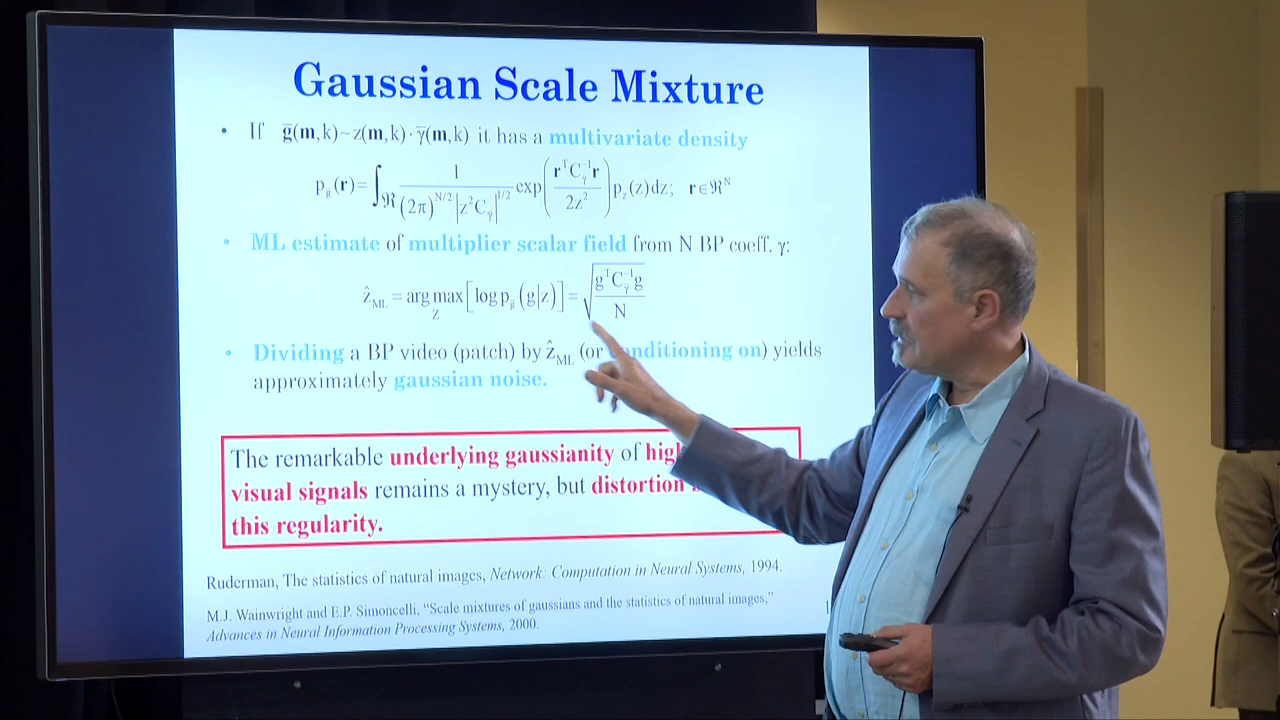 Gaussian Scale Mixture
• If g̅(m,k)~z(m,k)·γ̅(m,k) it has a multivariate density
p_g(r)=∫_ℜ 1/((2π)^{N/2}|z²C_γ̅|^{1/2}) exp(r^T C_γ̅^{-1} r / 2z²) p_z(z)dz; r∈ℜ^N
• ML estimate of multiplier scalar field from N BP coeff. γ:
ẑ_ML = arg max_Z [log p_g(g|z)] = √(g^T C_γ̅^{-1} g / N)
• Dividing a BP video (patch) by ẑ_ML (or conditioning on) yields
approximately gaussian noise.
The remarkable underlying gaussianity of
visual signals remains a mystery, but distortion
this regularity.
Ruderman, The statistics of natural images, Network: Computation in Neural Systems, 1994.
M.J. Wainwright and E.P. Simoncelli, “Scale mixtures of gaussians and the statistics of natural images,”
Advances in Neural Information Processing Systems, 2000.